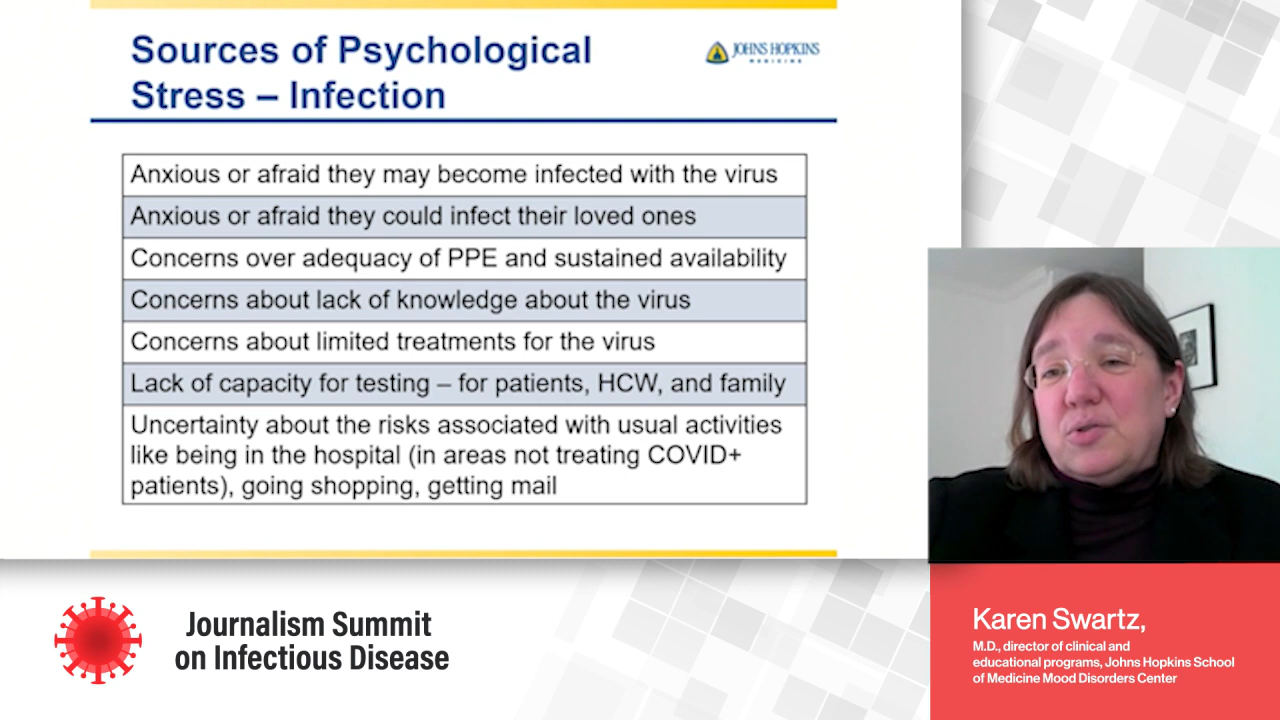 Sources of Psychological
Stress – Infection
JOHNS HOPKINS
MEDICINE
Anxious or afraid they may become infected with the virus
Anxious or afraid they could infect their loved ones
Concerns over adequacy of PPE and sustained availability
Concerns about lack of knowledge about the virus
Concerns about limited treatments for the virus
Lack of capacity for testing – for patients, HCW, and family
Uncertainty about the risks associated with usual activities
like being in the hospital (in areas not treating COVID+
patients), going shopping, getting mail
Journalism Summit
on Infectious Disease
Karen Swartz,
M.D., director of clinical and
educational programs, Johns Hopkins School
of Medicine Mood Disorders Center